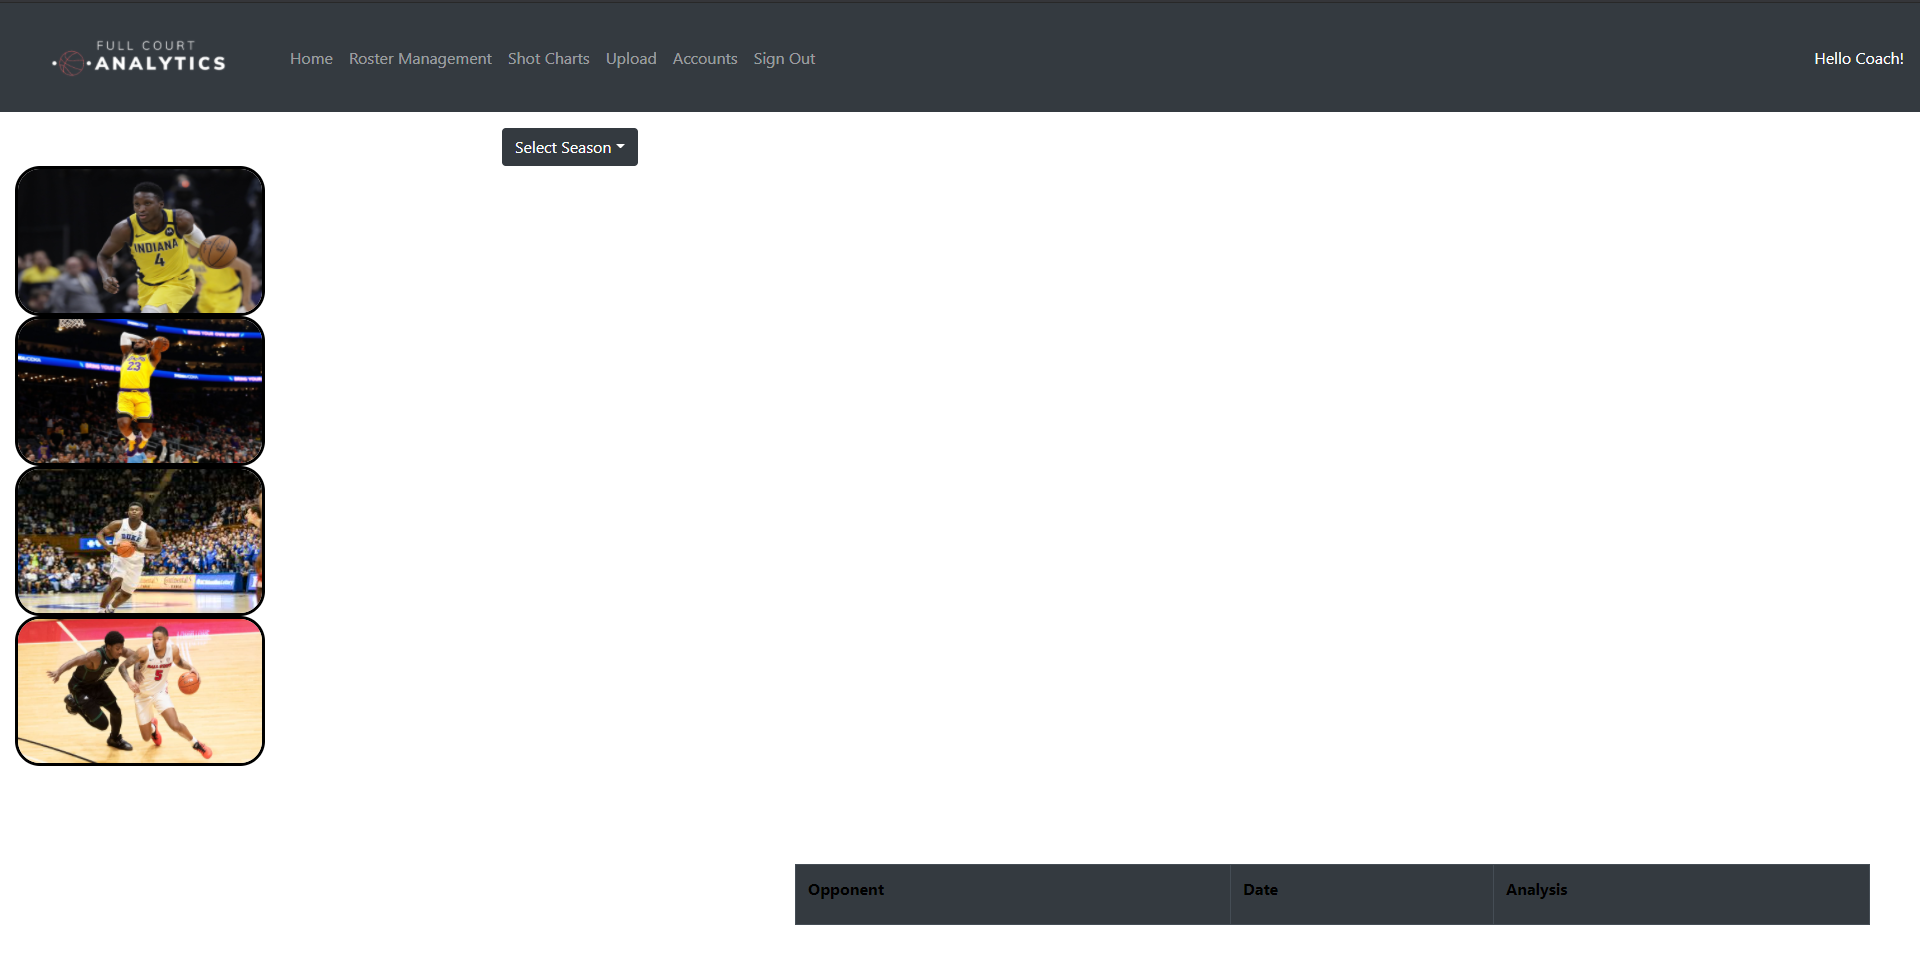 FULL COURT
ANALYTICS
Home Roster Management Shot Charts Upload Accounts Sign Out
Hello Coach!
Select Season
INDIANA
4
23
DUKE
5
Opponent Date Analysis